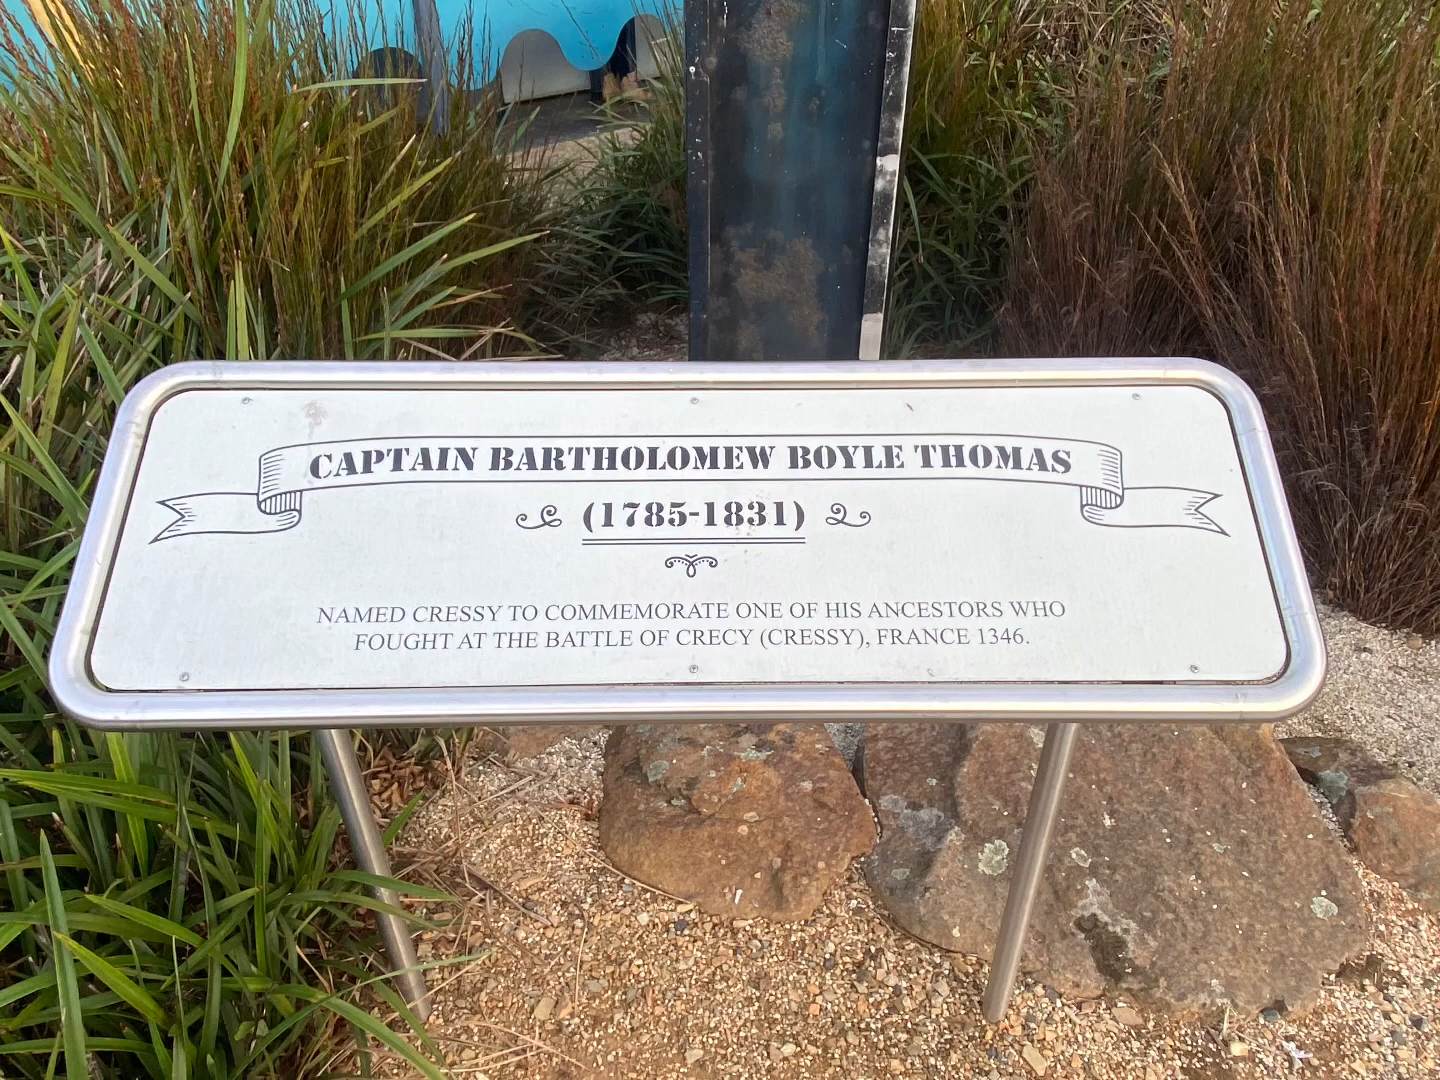 CAPTAIN BARTHOLOMEW BOYLE THOMAS
(1785-1831)
NAMED CRESSY TO COMMEMORATE ONE OF HIS ANCESTORS WHO
FOUGHT AT THE BATTLE OF CRECY (CRESSY), FRANCE 1346.